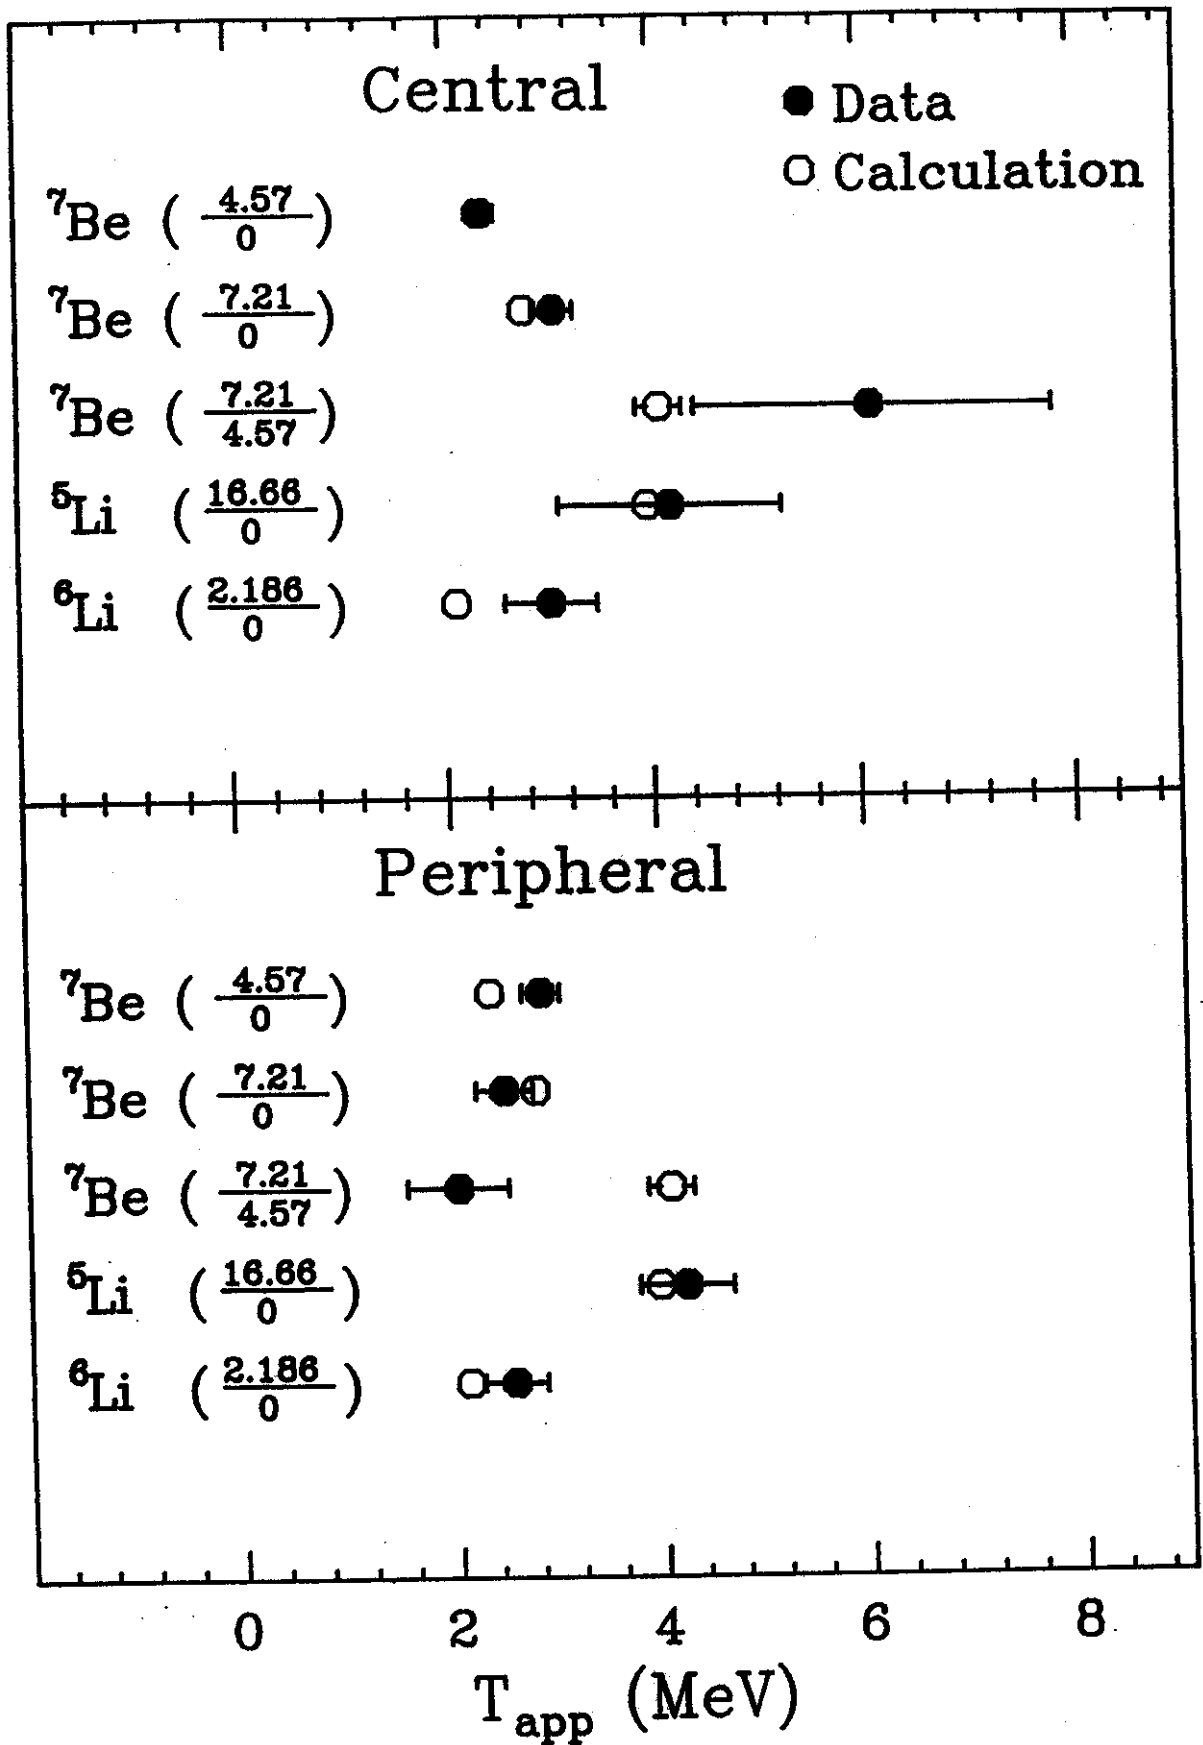 Central
● Data
○ Calculation
⁷Be ( 4.57/0 )
⁷Be ( 7.21/0 )
⁷Be ( 7.21/4.57 )
⁵Li ( 16.66/0 )
⁶Li ( 2.186/0 )
Peripheral
⁷Be ( 4.57/0 )
⁷Be ( 7.21/0 )
⁷Be ( 7.21/4.57 )
⁵Li ( 16.66/0 )
⁶Li ( 2.186/0 )
0 2 4 6 8
T_app (MeV)